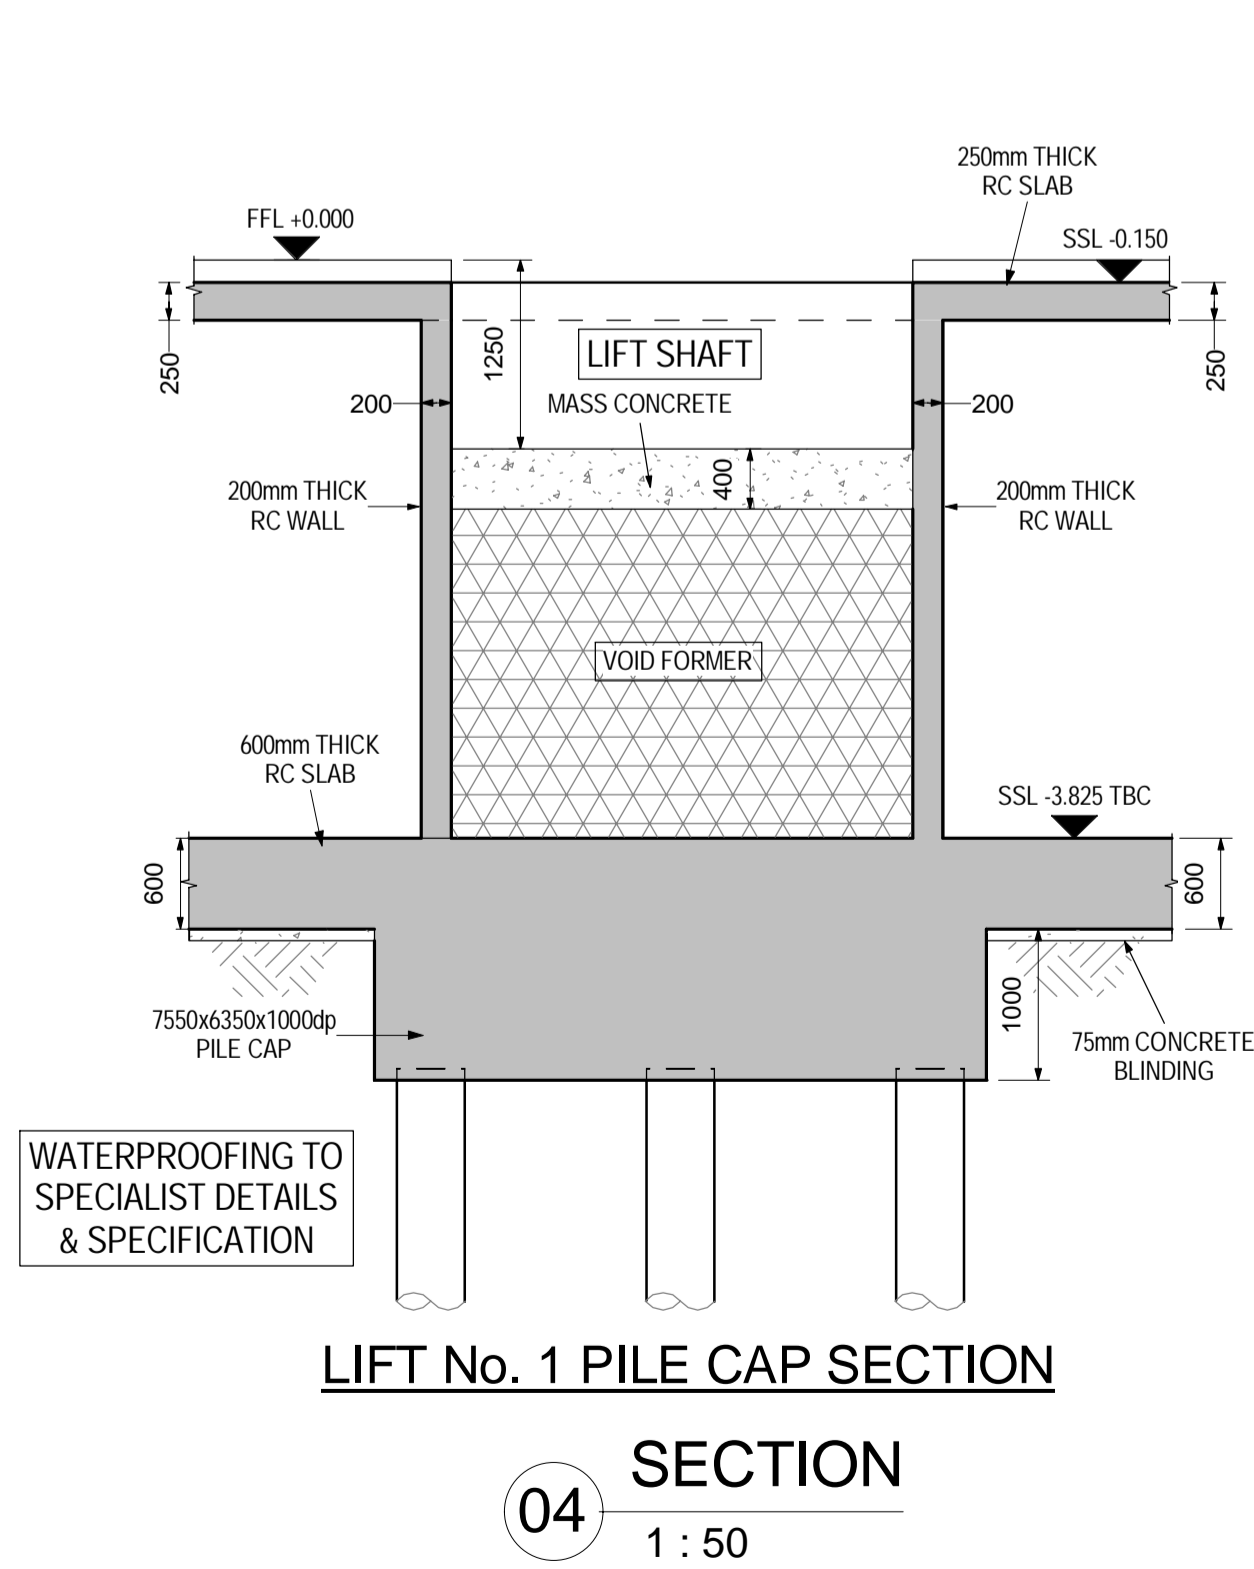 250mm THICK
RC SLAB
FFL +0.000
SSL -0.150
250
1250
LIFT SHAFT
250
200
MASS CONCRETE
200
400
200mm THICK
RC WALL
200mm THICK
RC WALL
VOID FORMER
600mm THICK
RC SLAB
SSL -3.825 TBC
600
600
7550x6350x1000dp
PILE CAP
1000
75mm CONCRETE
BLINDING
WATERPROOFING TO
SPECIALIST DETAILS
& SPECIFICATION
LIFT No. 1 PILE CAP SECTION
04
SECTION
1 : 50